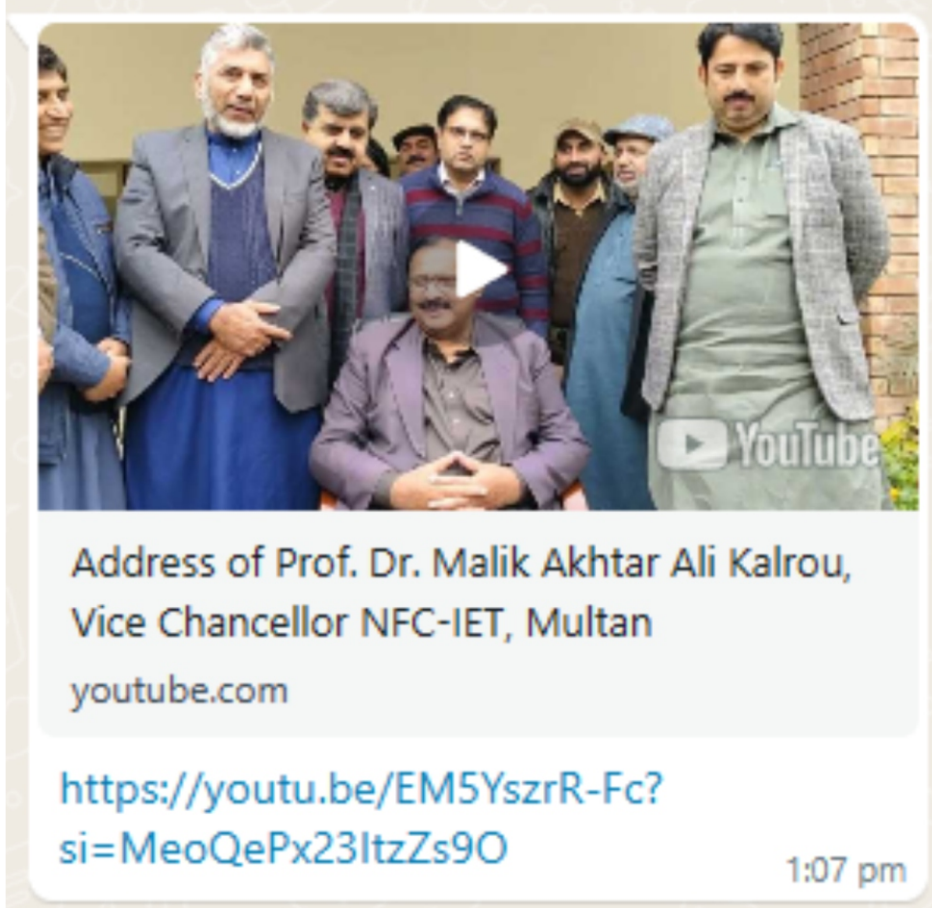 YouTube
Address of Prof. Dr. Malik Akhtar Ali Kalrou,
Vice Chancellor NFC-IET, Multan
youtube.com
https://youtu.be/EM5YszrR-Fc?
si=MeoQePx23ItzZs9O
1:07 pm